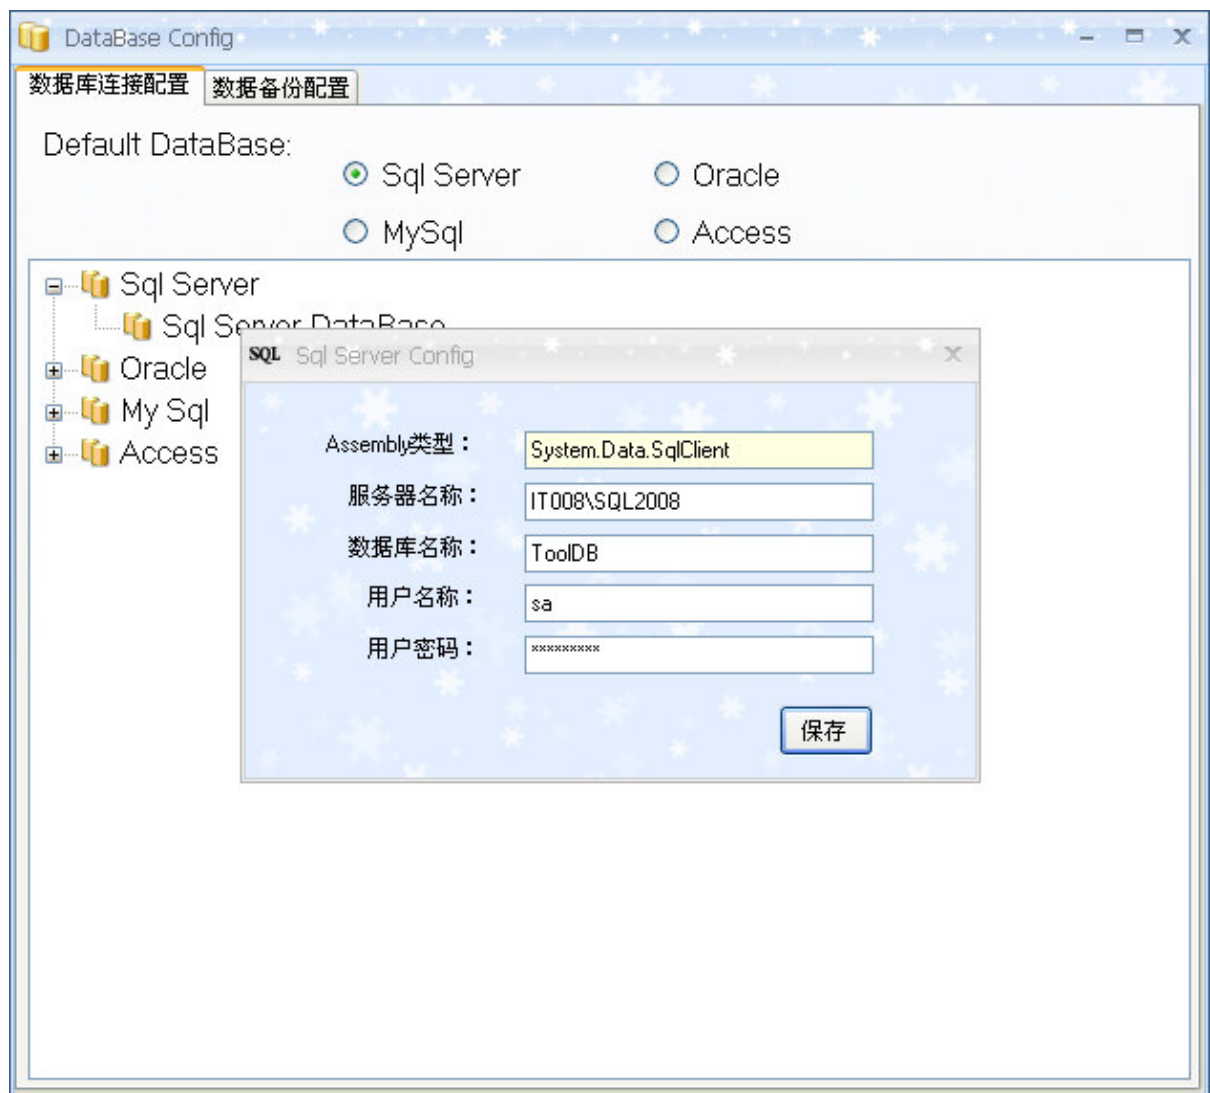 DataBase Config
数据库连接配置 数据备份配置
Default DataBase:
Sql Server Oracle
MySql Access
Sql Server
Sql Server DataBase
Oracle
My Sql
Access
SQL Sql Server Config
Assembly类型： System.Data.SqlClient
服务器名称： IT008\SQL2008
数据库名称： ToolDB
用户名称： sa
用户密码： *********
保存